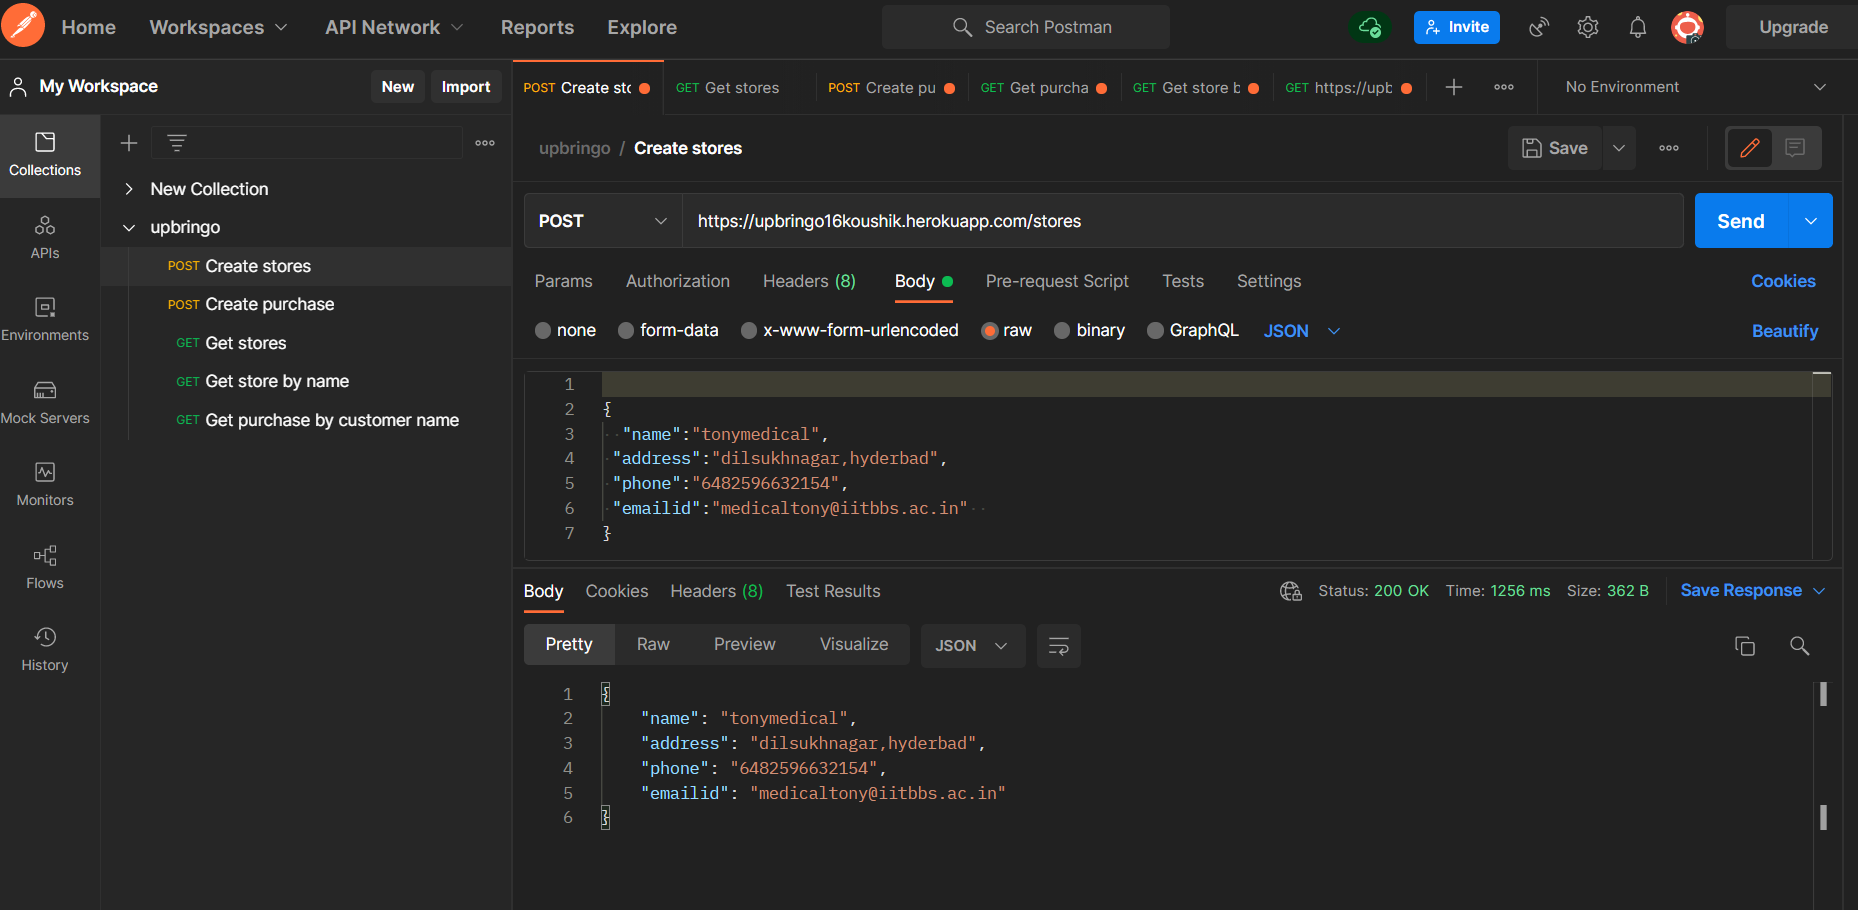 Home Workspaces API Network Reports Explore Search Postman Invite Upgrade
My Workspace New Import
POST Create sto GET Get stores POST Create pu GET Get purcha GET Get store b GET https://upb No Environment
Collections
APIs
Environments
Mock Servers
Monitors
Flows
History
New Collection
upbringo
POST Create stores
POST Create purchase
GET Get stores
GET Get store by name
GET Get purchase by customer name
upbringo / Create stores Save
POST https://upbringo16koushik.herokuapp.com/stores Send
Params Authorization Headers (8) Body Pre-request Script Tests Settings Cookies
none form-data x-www-form-urlencoded raw binary GraphQL JSON Beautify
1
2 {
3 "name":"tonymedical",
4 "address":"dilsukhnagar,hyderbad",
5 "phone":"6482596632154",
6 "emailid":"medicaltony@iitbbs.ac.in"
7 }
Body Cookies Headers (8) Test Results Status: 200 OK Time: 1256 ms Size: 362 B Save Response
Pretty Raw Preview Visualize JSON
1 {
2 "name": "tonymedical",
3 "address": "dilsukhnagar,hyderbad",
4 "phone": "6482596632154",
5 "emailid": "medicaltony@iitbbs.ac.in"
6 }